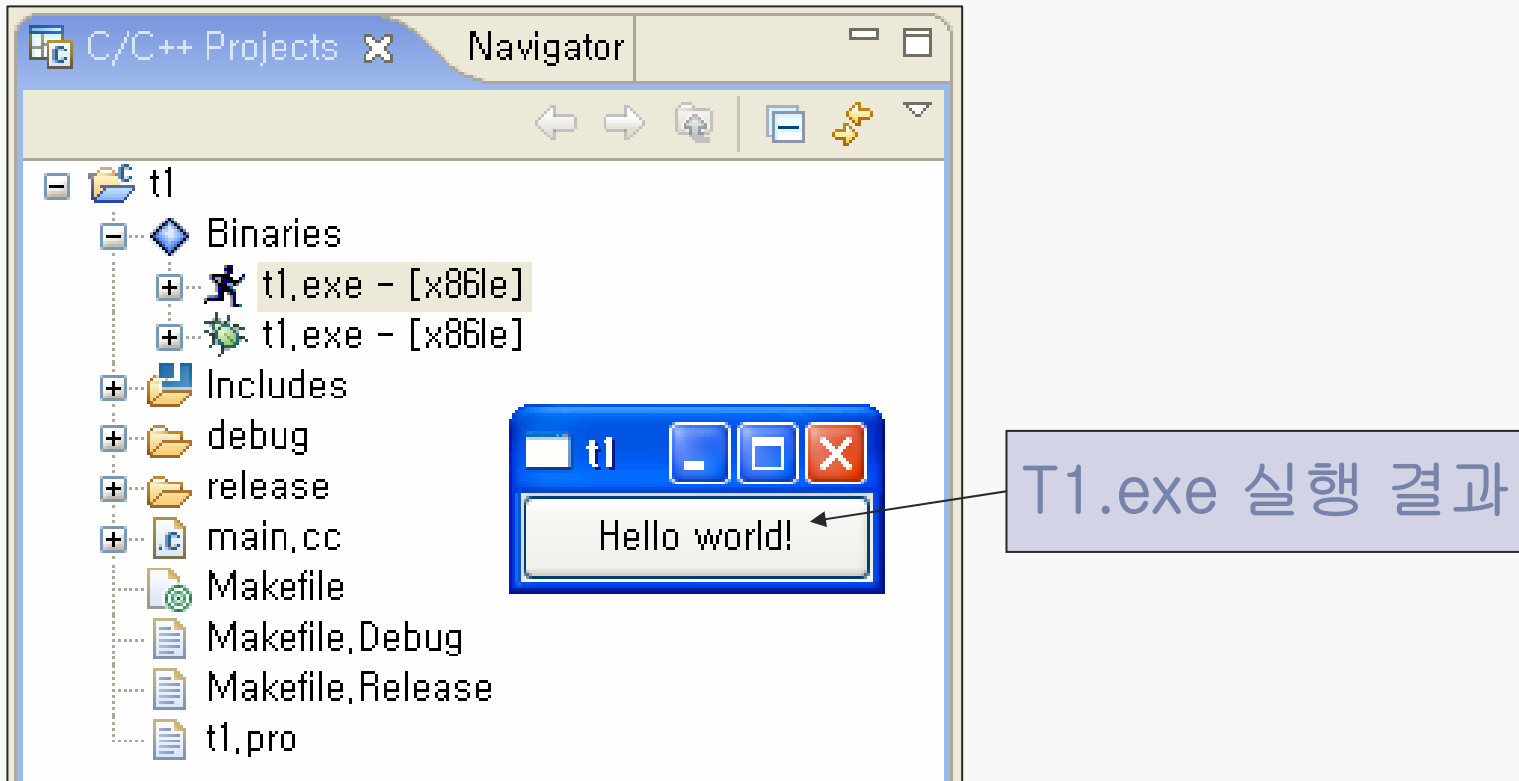 C/C++ Projects Navigator
t1
Binaries
t1.exe - [x86le]
t1.exe - [x86le]
Includes
debug
release
main.cc
Makefile
Makefile.Debug
Makefile.Release
t1.pro
t1
Hello world!
T1.exe 실행 결과